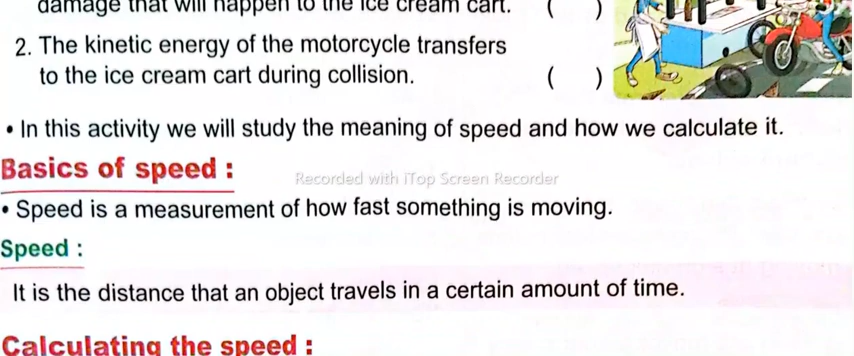 damage that will happen to the ice cream cart. ( )
2. The kinetic energy of the motorcycle transfers
to the ice cream cart during collision. ( )
• In this activity we will study the meaning of speed and how we calculate it.
Basics of speed :
Recorded with iTop Screen Recorder
• Speed is a measurement of how fast something is moving.
Speed :
It is the distance that an object travels in a certain amount of time.
Calculating the speed :